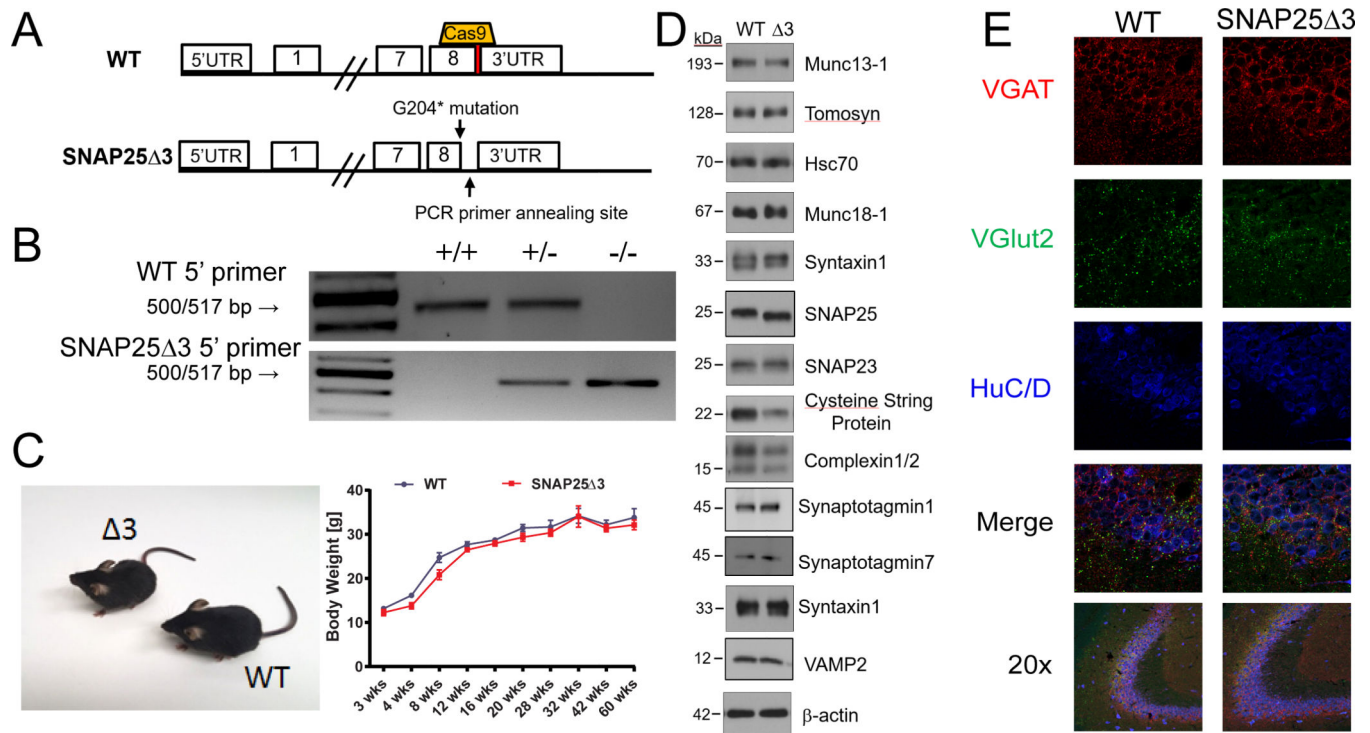 A
Cas9
WT
5'UTR 1 7 8 3'UTR
G204* mutation
SNAP25Δ3
5'UTR 1 7 8 3'UTR
PCR primer annealing site
B
+/+ +/- -/-
WT 5' primer
500/517 bp →
SNAP25Δ3 5' primer
500/517 bp →
C
Δ3
WT
WT SNAP25Δ3
Body Weight [g]
40
30
20
10
0
3 wks
4 wks
8 wks
12 wks
16 wks
20 wks
28 wks
32 wks
42 wks
60 wks
D
kDa WT Δ3
193 Munc13-1
128 Tomosyn
70 Hsc70
67 Munc18-1
33 Syntaxin1
25 SNAP25
25 SNAP23
22 Cysteine String
Protein
15 Complexin1/2
45 Synaptotagmin1
45 Synaptotagmin7
33 Syntaxin1
12 VAMP2
42 β-actin
E
WT SNAP25Δ3
VGAT
VGlut2
HuC/D
Merge
20x